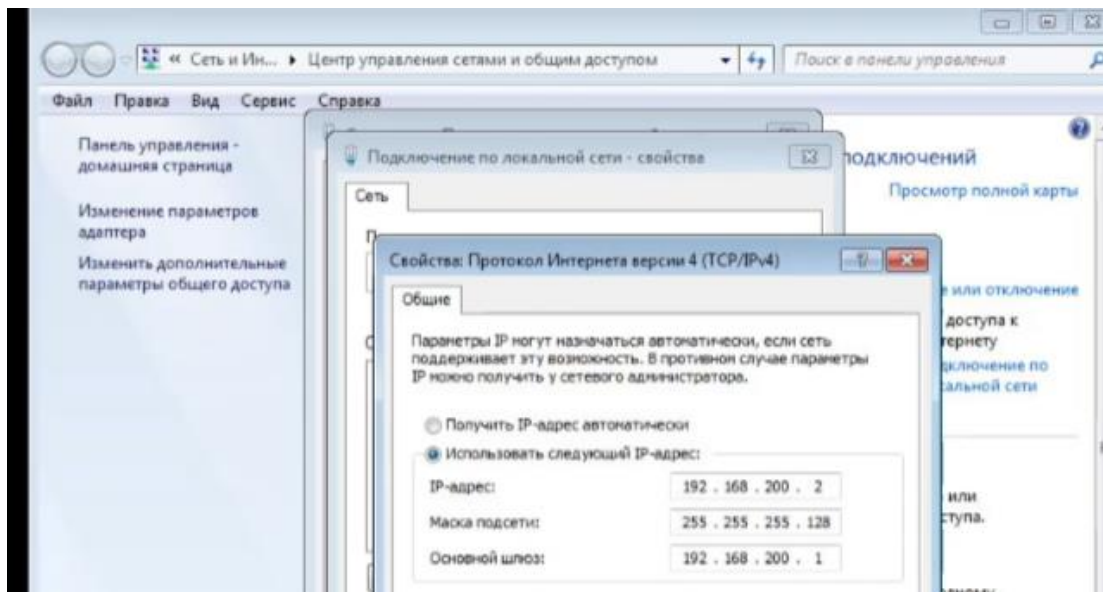 « Сеть и Ин... ▸ Центр управления сетями и общим доступом
Поиск в панели управления
Файл Правка Вид Сервис Справка
Панель управления -
домашняя страница
Изменение параметров
адаптера
Изменить дополнительные
параметры общего доступа
подключений
Просмотр полной карты
е или отключение
доступа к
тернету
дключение по
кальной сети
или
ступа.
Подключение по локальной сети - свойства
Сеть
П
Свойства: Протокол Интернета версии 4 (TCP/IPv4)
Общие
Параметры IP могут назначаться автоматически, если сеть
поддерживает эту возможность. В противном случае параметры
IP можно получить у сетевого администратора.
Получить IP-адрес автоматически
Использовать следующий IP-адрес:
IP-адрес: 192 . 168 . 200 . 2
Маска подсети: 255 . 255 . 255 . 128
Основной шлюз: 192 . 168 . 200 . 1